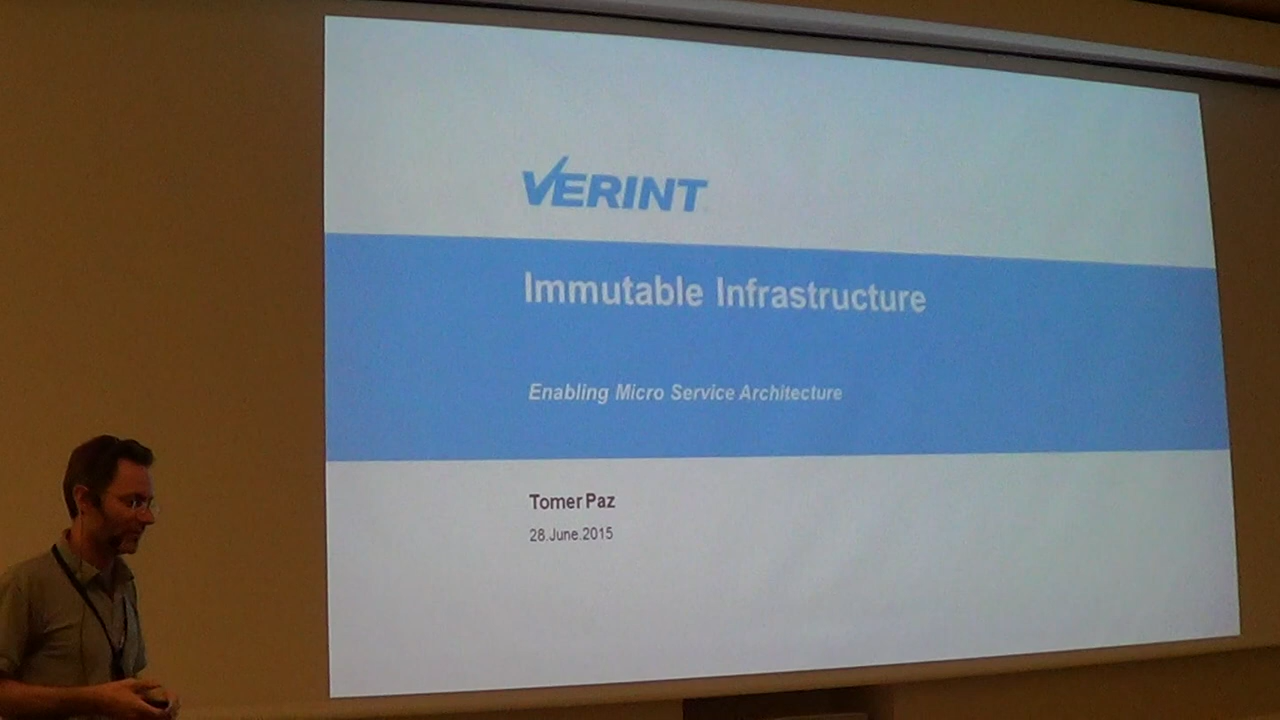 VERINT
Immutable Infrastructure
Enabling Micro Service Architecture
Tomer Paz
28.June.2015